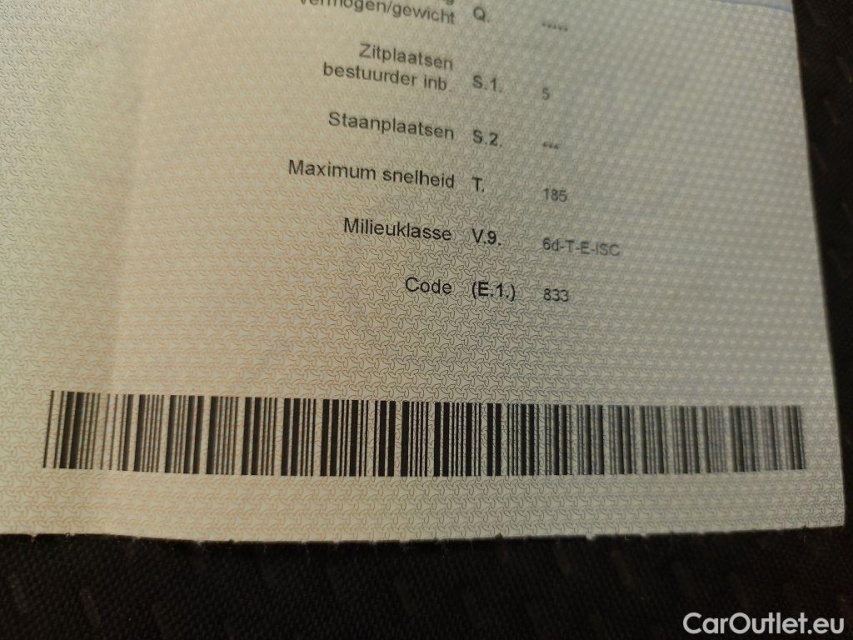 vermogen/gewicht Q. -----
Zitplaatsen
bestuurder inb. S.1. 5
Staanplaatsen S.2. ---
Maximum snelheid T. 185
Milieuklasse V.9. 6d-T-E-ISC
Code (E.1.) 833
CarOutlet.eu